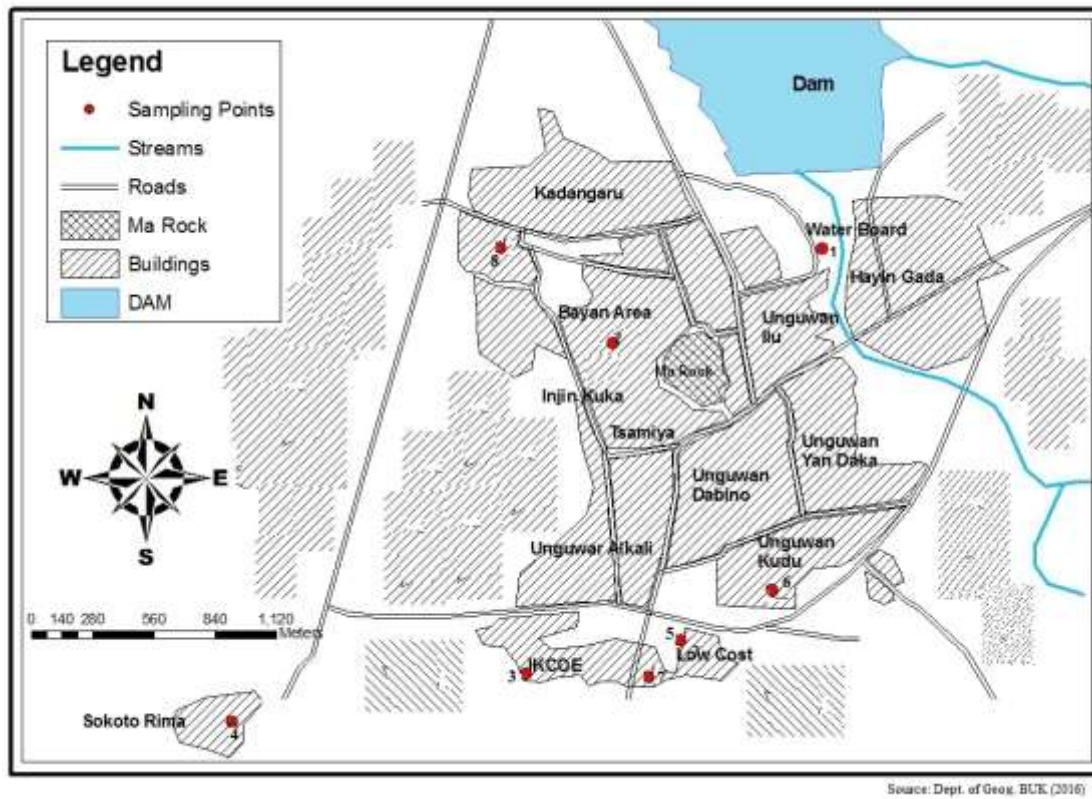 Legend
Sampling Points
Streams
Roads
Ma Rock
Buildings
DAM
Dam
Kadangaru
Water Board
1
8
Hayin Gada
Bayan Area
Unguwan
Ilu
Ma Rock
Injin Kuka
Tsamiya
Unguwan
Yan Daka
Unguwan
Dabino
N
W E
S
Unguwar Alkali
Unguwan
Kudu
6
0 140 280 560 840 1,120
Meters
5
Low Cost
IKCOE
3
Sokoto Rima
4
Source: Dept. of Geog. BUK (2016)